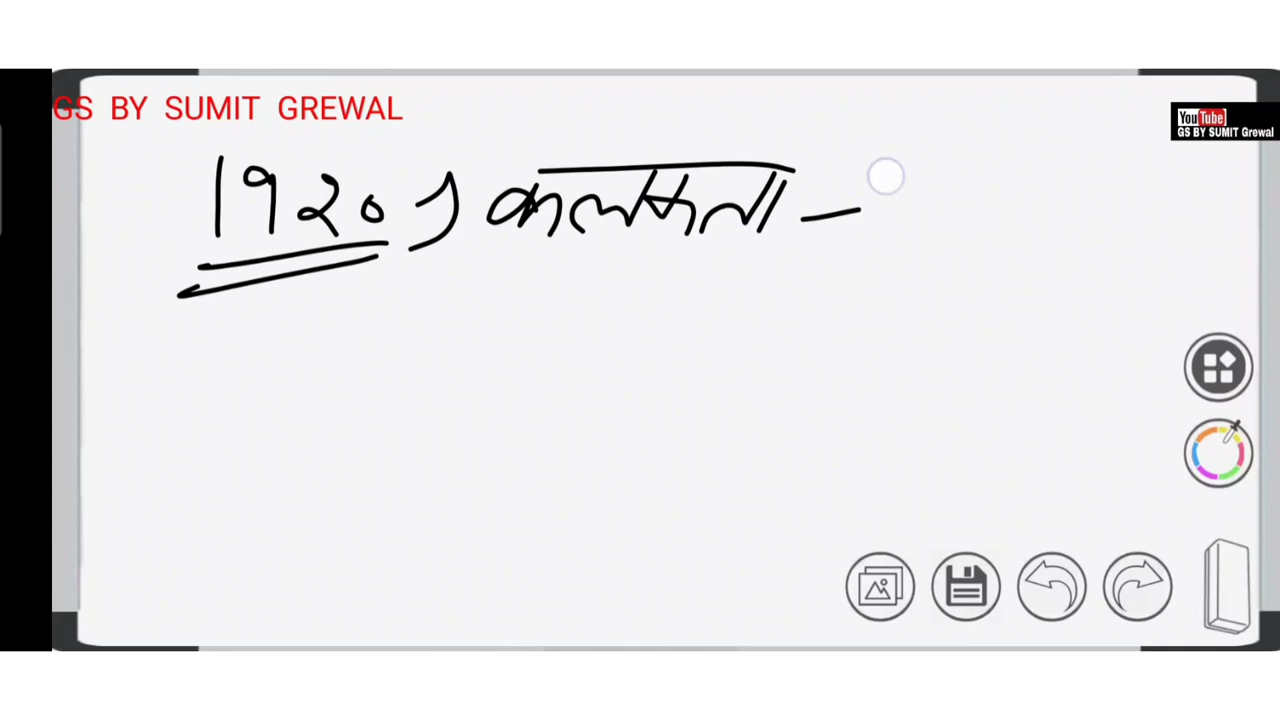 GS BY SUMIT GREWAL
YouTube
GS BY SUMIT Grewal
1920 कलकत्ता –